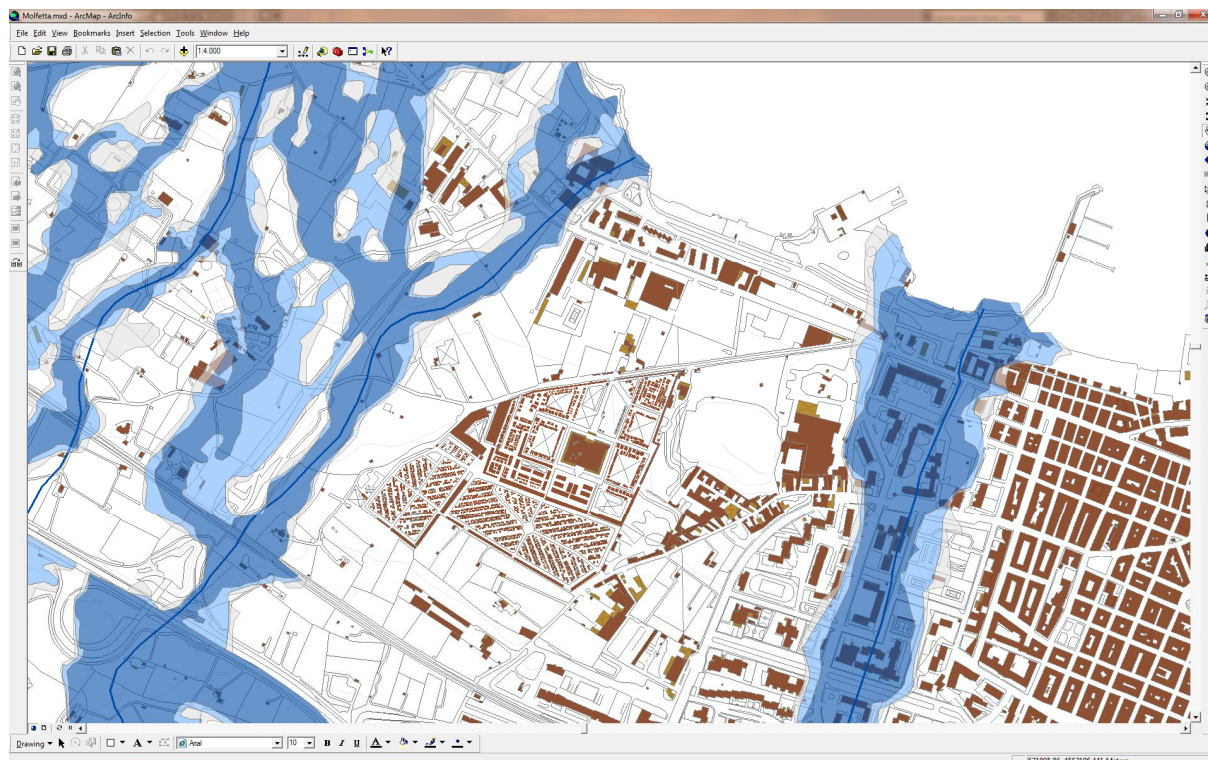 Molfetta.mxd - ArcMap - ArcInfo
File Edit View Bookmarks Insert Selection Tools Window Help
1:4.000
Drawing A Arial 10 B I U A